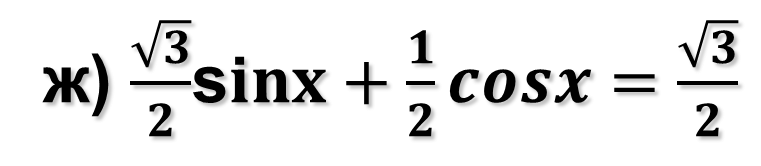 ж) √3/2 sinx + 1/2 cosx = √3/2